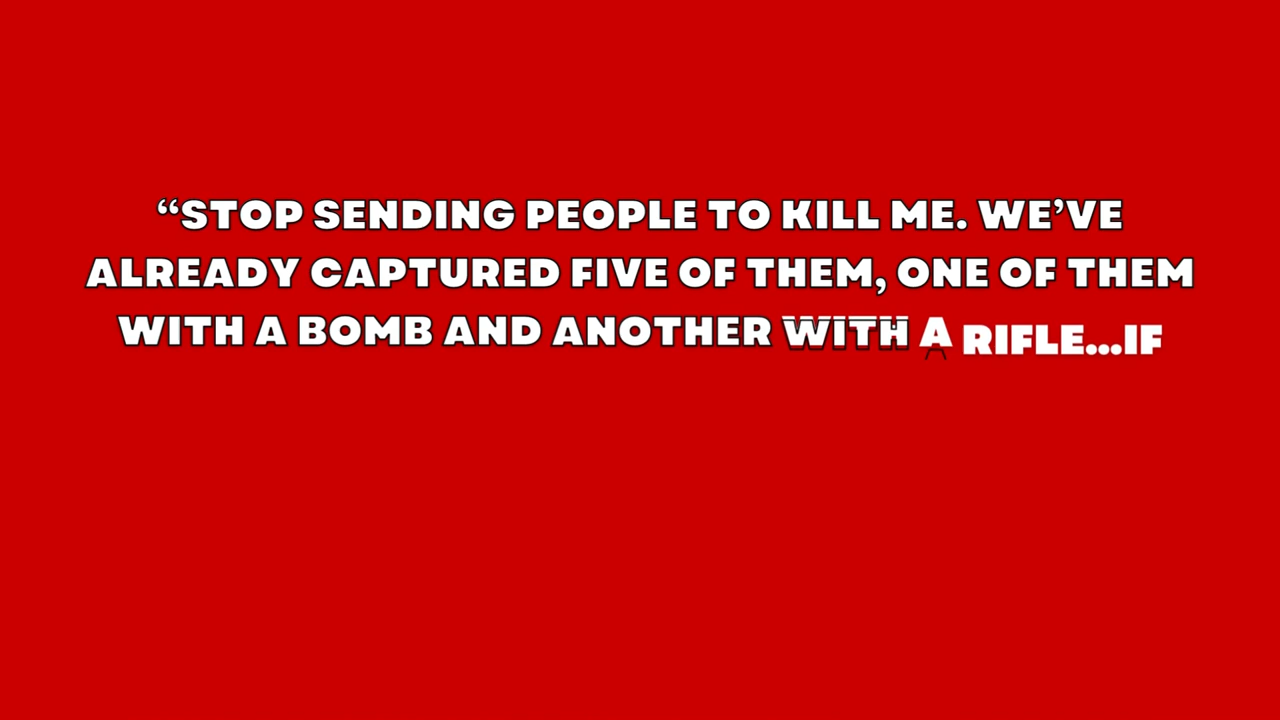 “STOP SENDING PEOPLE TO KILL ME. WE’VE
ALREADY CAPTURED FIVE OF THEM, ONE OF THEM
WITH A BOMB AND ANOTHER WITH A RIFLE...IF